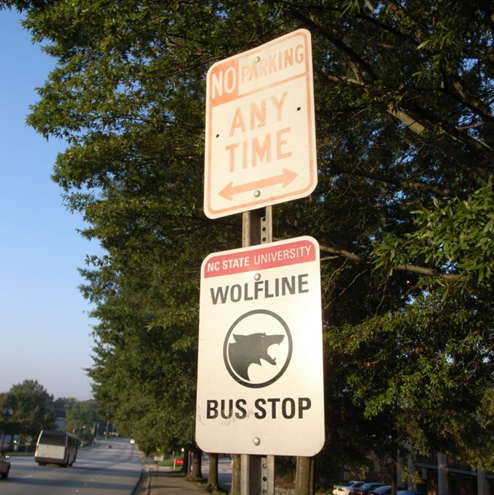 NO PARKING
ANY
TIME
NC STATE UNIVERSITY
WOLFLINE
BUS STOP